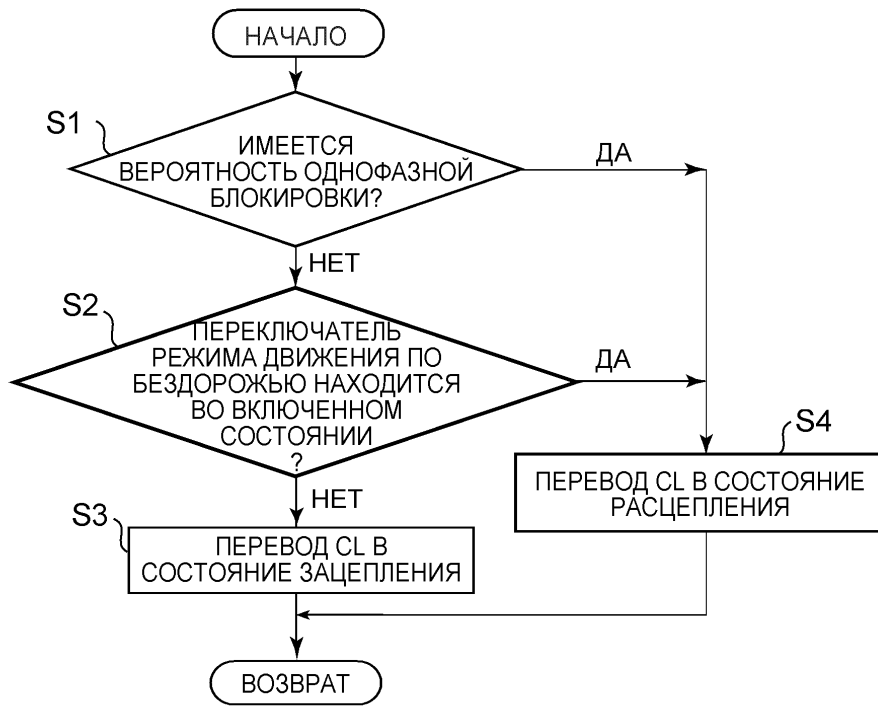 НАЧАЛО
S1
ИМЕЕТСЯ
ВЕРОЯТНОСТЬ ОДНОФАЗНОЙ
БЛОКИРОВКИ?
ДА
НЕТ
S2
ПЕРЕКЛЮЧАТЕЛЬ
РЕЖИМА ДВИЖЕНИЯ ПО
БЕЗДОРОЖЬЮ НАХОДИТСЯ
ВО ВКЛЮЧЕННОМ
СОСТОЯНИИ
?
ДА
S4
ПЕРЕВОД CL В СОСТОЯНИЕ
РАСЦЕПЛЕНИЯ
НЕТ
S3
ПЕРЕВОД CL В
СОСТОЯНИЕ ЗАЦЕПЛЕНИЯ
ВОЗВРАТ